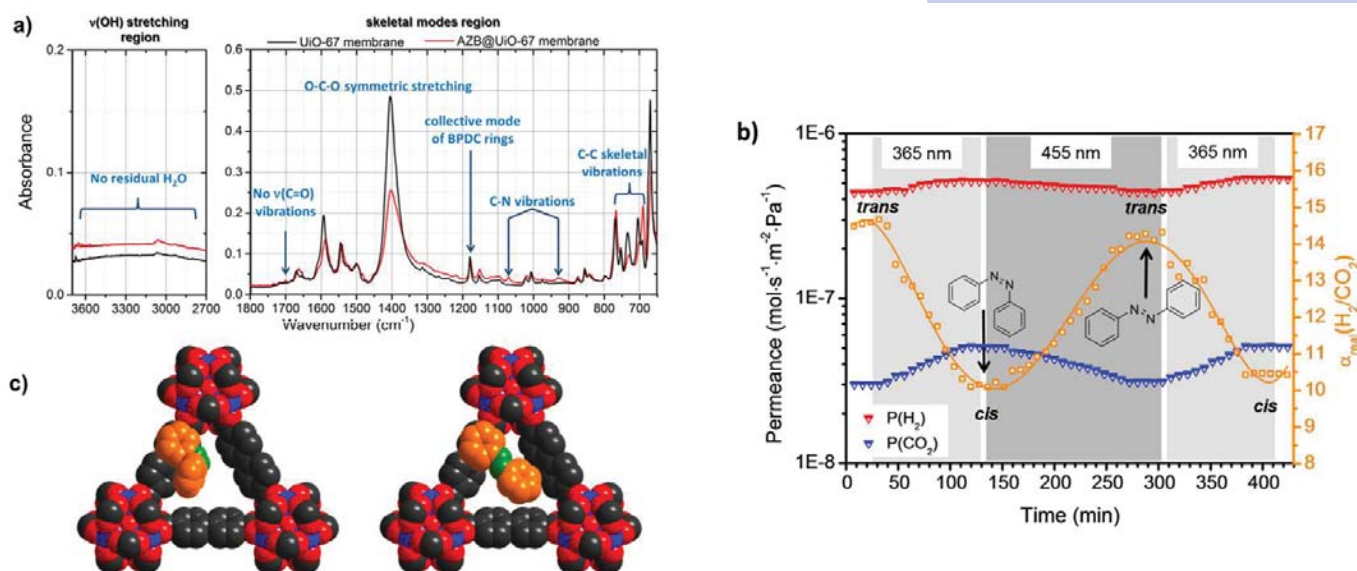 a)
ν(OH) stretching
region
skeletal modes region
UiO-67 membrane
AZB@UiO-67 membrane
0.2
0.1
0.0
Absorbance
No residual H₂O
3600
3300
3000
2700
0.6
0.5
0.4
0.3
0.2
0.1
0.0
O-C-O symmetric stretching
collective mode
of BPDC rings
C-C skeletal
vibrations
No ν(C=O)
vibrations
C-N vibrations
1800 1700 1600 1500 1400 1300 1200 1100 1000 900 800 700
Wavenumber (cm⁻¹)
b)
1E-6
1E-7
1E-8
Permeance (mol·s⁻¹·m⁻²·Pa⁻¹)
365 nm
455 nm
365 nm
trans
trans
N
N
N
N
cis
cis
P(H₂)
P(CO₂)
0 50 100 150 200 250 300 350 400
Time (min)
17
16
15
14
13
12
11
10
9
8
α real (H₂/CO₂)
c)